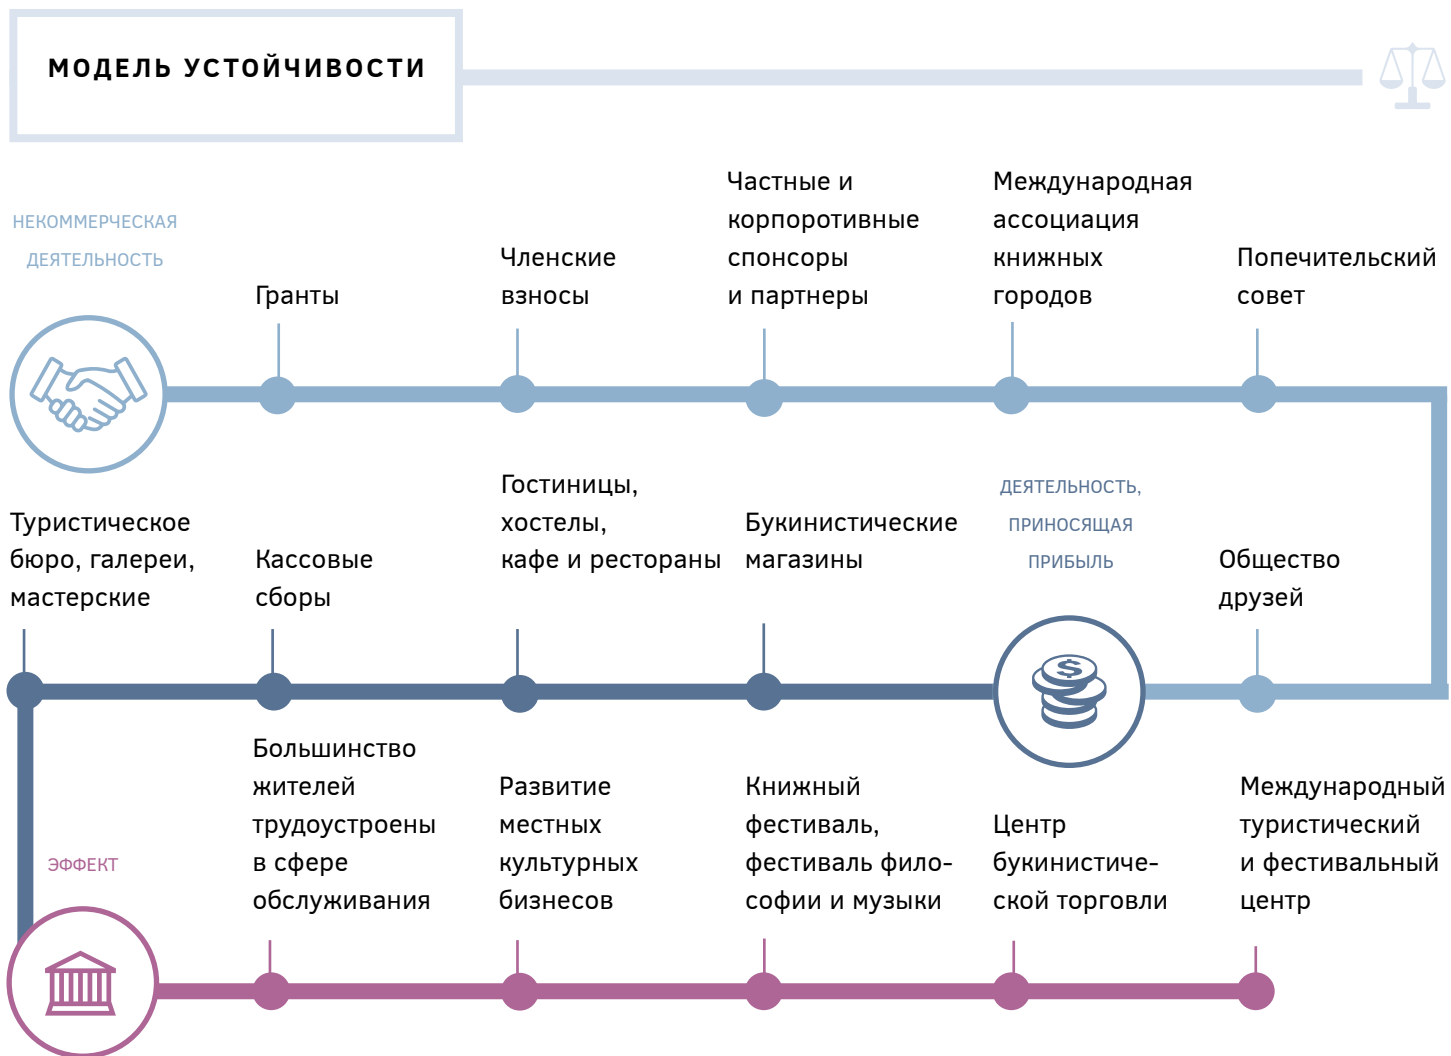 МОДЕЛЬ УСТОЙЧИВОСТИ
НЕКОММЕРЧЕСКАЯ
ДЕЯТЕЛЬНОСТЬ
Гранты
Членские
взносы
Частные и
корпоротивные
спонсоры
и партнеры
Международная
ассоциация
книжных
городов
Попечительский
совет
Общество
друзей
ДЕЯТЕЛЬНОСТЬ,
ПРИНОСЯЩАЯ
ПРИБЫЛЬ
$
Букинистические
магазины
Гостиницы,
хостелы,
кафе и рестораны
Кассовые
сборы
Туристическое
бюро, галереи,
мастерские
ЭФФЕКТ
Большинство
жителей
трудоустроены
в сфере
обслуживания
Развитие
местных
культурных
бизнесов
Книжный
фестиваль,
фестиваль фило-
софии и музыки
Центр
букинистиче-
ской торговли
Международный
туристический
и фестивальный
центр